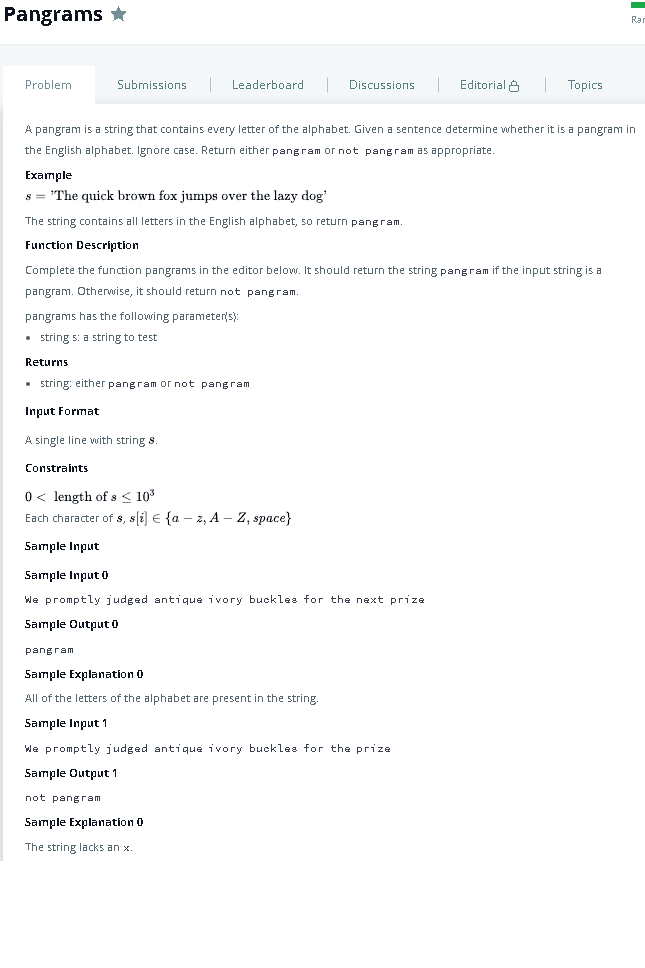 Pangrams
Ran
Problem
Submissions
Leaderboard
Discussions
Editorial
Topics
A pangram is a string that contains every letter of the alphabet. Given a sentence determine whether it is a pangram in
the English alphabet. Ignore case. Return either pangram or not pangram as appropriate.
Example
s = 'The quick brown fox jumps over the lazy dog'
The string contains all letters in the English alphabet, so return pangram.
Function Description
Complete the function pangrams in the editor below. It should return the string pangram if the input string is a
pangram. Otherwise, it should return not pangram.
pangrams has the following parameter(s):
• string s: a string to test
Returns
• string: either pangram or not pangram
Input Format
A single line with string s.
Constraints
0 < length of s ≤ 10³
Each character of s, s[i] ∈ {a − z, A − Z, space}
Sample Input
Sample Input 0
We promptly judged antique ivory buckles for the next prize
Sample Output 0
pangram
Sample Explanation 0
All of the letters of the alphabet are present in the string.
Sample Input 1
We promptly judged antique ivory buckles for the prize
Sample Output 1
not pangram
Sample Explanation 0
The string lacks an x.